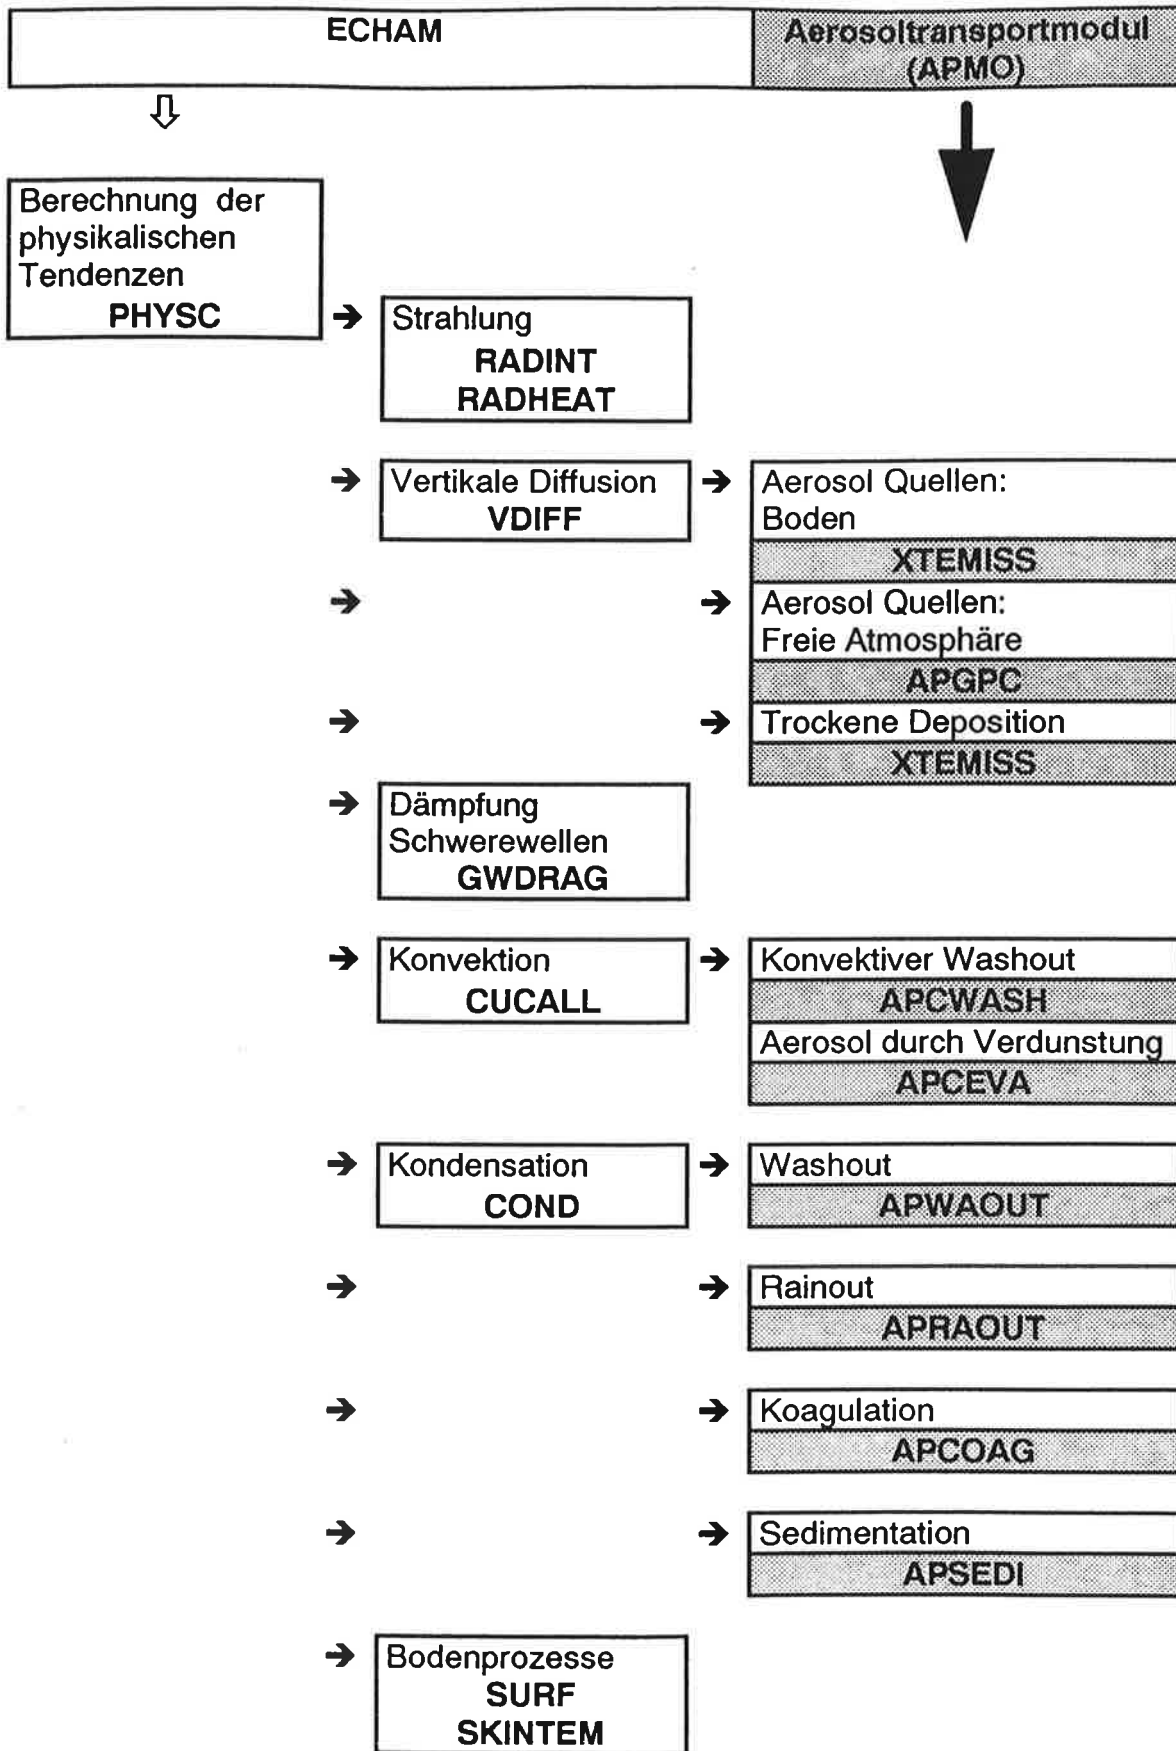 ECHAM
Aerosoltransportmodul
(APMO)
Berechnung der
physikalischen
Tendenzen
PHYSC
Strahlung
RADINT
RADHEAT
Vertikale Diffusion
VDIFF
Aerosol Quellen:
Boden
XTEMISS
Aerosol Quellen:
Freie Atmosphäre
APGPC
Trockene Deposition
XTEMISS
Dämpfung
Schwerewellen
GWDRAG
Konvektion
CUCALL
Konvektiver Washout
APCWASH
Aerosol durch Verdunstung
APCEVA
Kondensation
COND
Washout
APWAOUT
Rainout
APRAOUT
Koagulation
APCOAG
Sedimentation
APSEDI
Bodenprozesse
SURF
SKINTEM